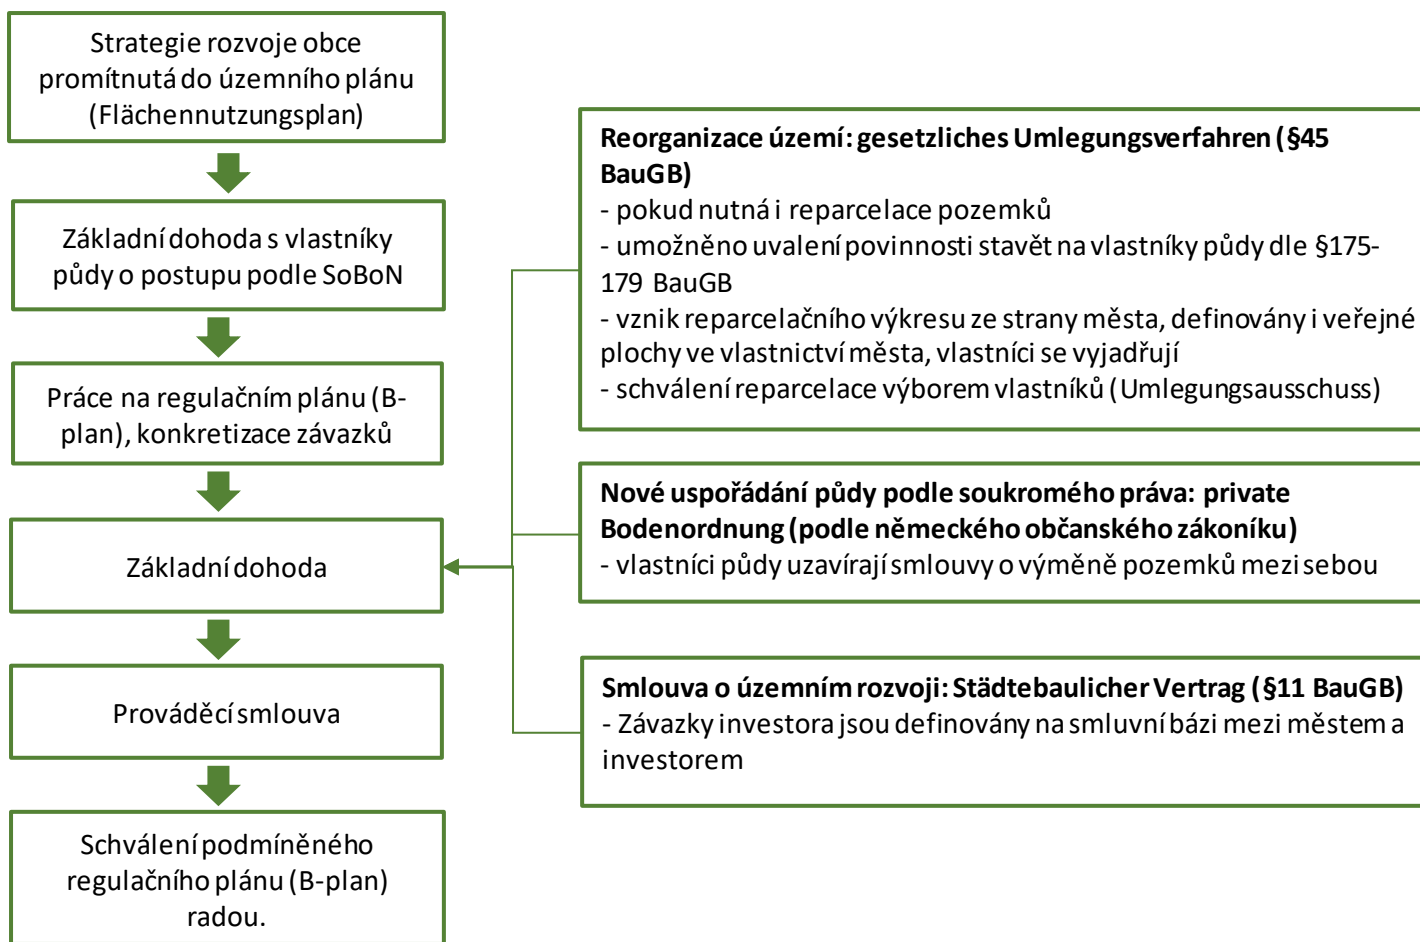 Strategie rozvoje obce
promítnutá do územního plánu
(Flächennutzungsplan)
Základní dohoda s vlastníky
půdy o postupu podle SoBoN
Práce na regulačním plánu (B-
plan), konkretizace závazků
Základní dohoda
Prováděcí smlouva
Schválení podmíněného
regulačního plánu (B-plan)
radou.
Reorganizace území: gesetzliches Umlegungsverfahren (§45
BauGB)
- pokud nutná i reparcelace pozemků
- umožněno uvalení povinnosti stavět na vlastníky půdy dle §175-
179 BauGB
- vznik reparcelačního výkresu ze strany města, definovány i veřejné
plochy ve vlastnictví města, vlastníci se vyjadřují
- schválení reparcelace výborem vlastníků (Umlegungsausschuss)
Nové uspořádání půdy podle soukromého práva: private
Bodenordnung (podle německého občanského zákoníku)
- vlastníci půdy uzavírají smlouvy o výměně pozemků mezi sebou
Smlouva o územním rozvoji: Städtebaulicher Vertrag (§11 BauGB)
- Závazky investora jsou definovány na smluvní bázi mezi městem a
investorem